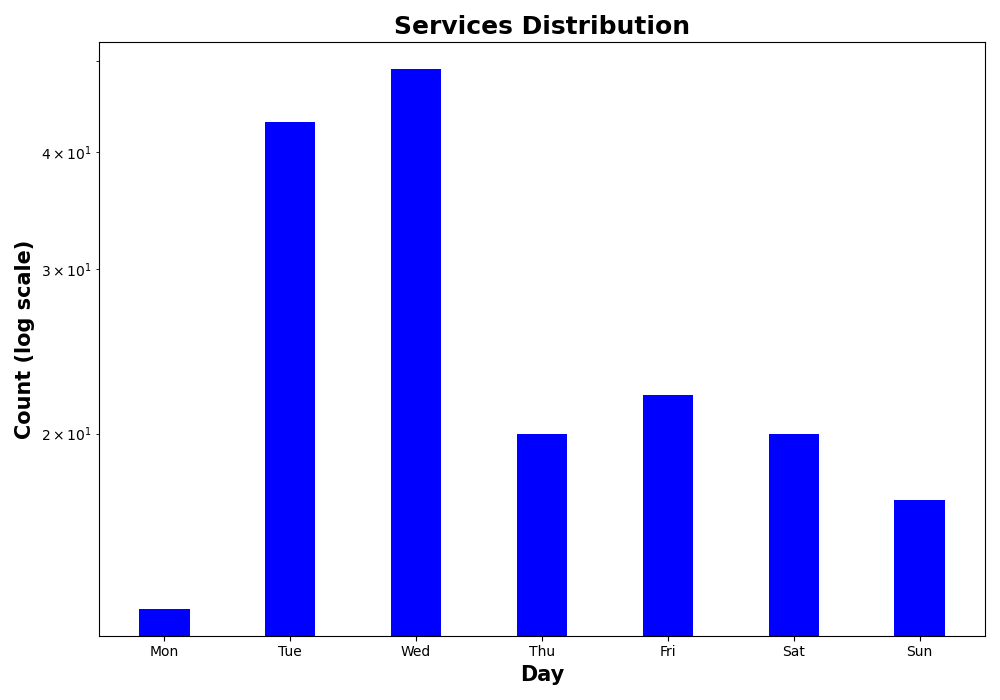 Services Distribution
Count (log scale)
4 × 10¹
3 × 10¹
2 × 10¹
Mon Tue Wed Thu Fri Sat Sun
Day